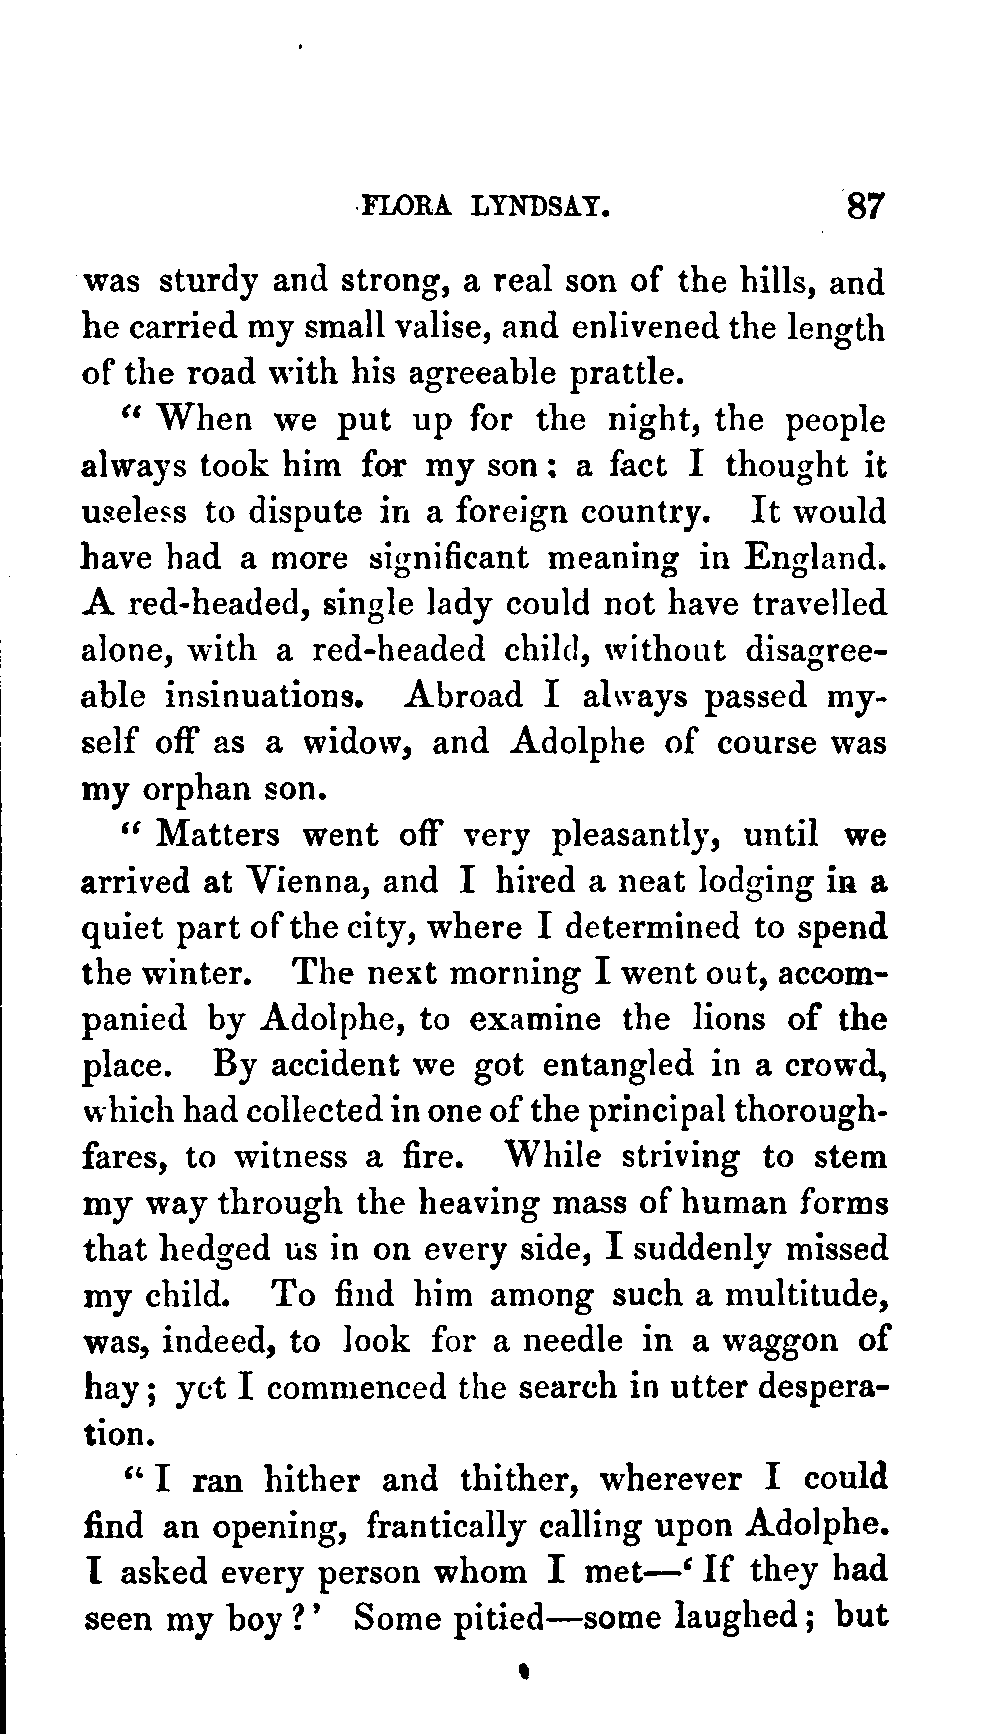 FLORA LYNDSAY. 87
was sturdy and strong, a real son of the hills, and
he carried my small valise, and enlivened the length
of the road with his agreeable prattle.
“ When we put up for the night, the people
always took him for my son ; a fact I thought it
useless to dispute in a foreign country. It would
have had a more significant meaning in England.
A red-headed, single lady could not have travelled
alone, with a red-headed child, without disagree-
able insinuations. Abroad I always passed my-
self off as a widow, and Adolphe of course was
my orphan son.
“ Matters went off very pleasantly, until we
arrived at Vienna, and I hired a neat lodging in a
quiet part of the city, where I determined to spend
the winter. The next morning I went out, accom-
panied by Adolphe, to examine the lions of the
place. By accident we got entangled in a crowd,
which had collected in one of the principal thorough-
fares, to witness a fire. While striving to stem
my way through the heaving mass of human forms
that hedged us in on every side, I suddenly missed
my child. To find him among such a multitude,
was, indeed, to look for a needle in a waggon of
hay ; yet I commenced the search in utter despera-
tion.
“ I ran hither and thither, wherever I could
find an opening, frantically calling upon Adolphe.
I asked every person whom I met—‘ If they had
seen my boy ?’ Some pitied—some laughed ; but